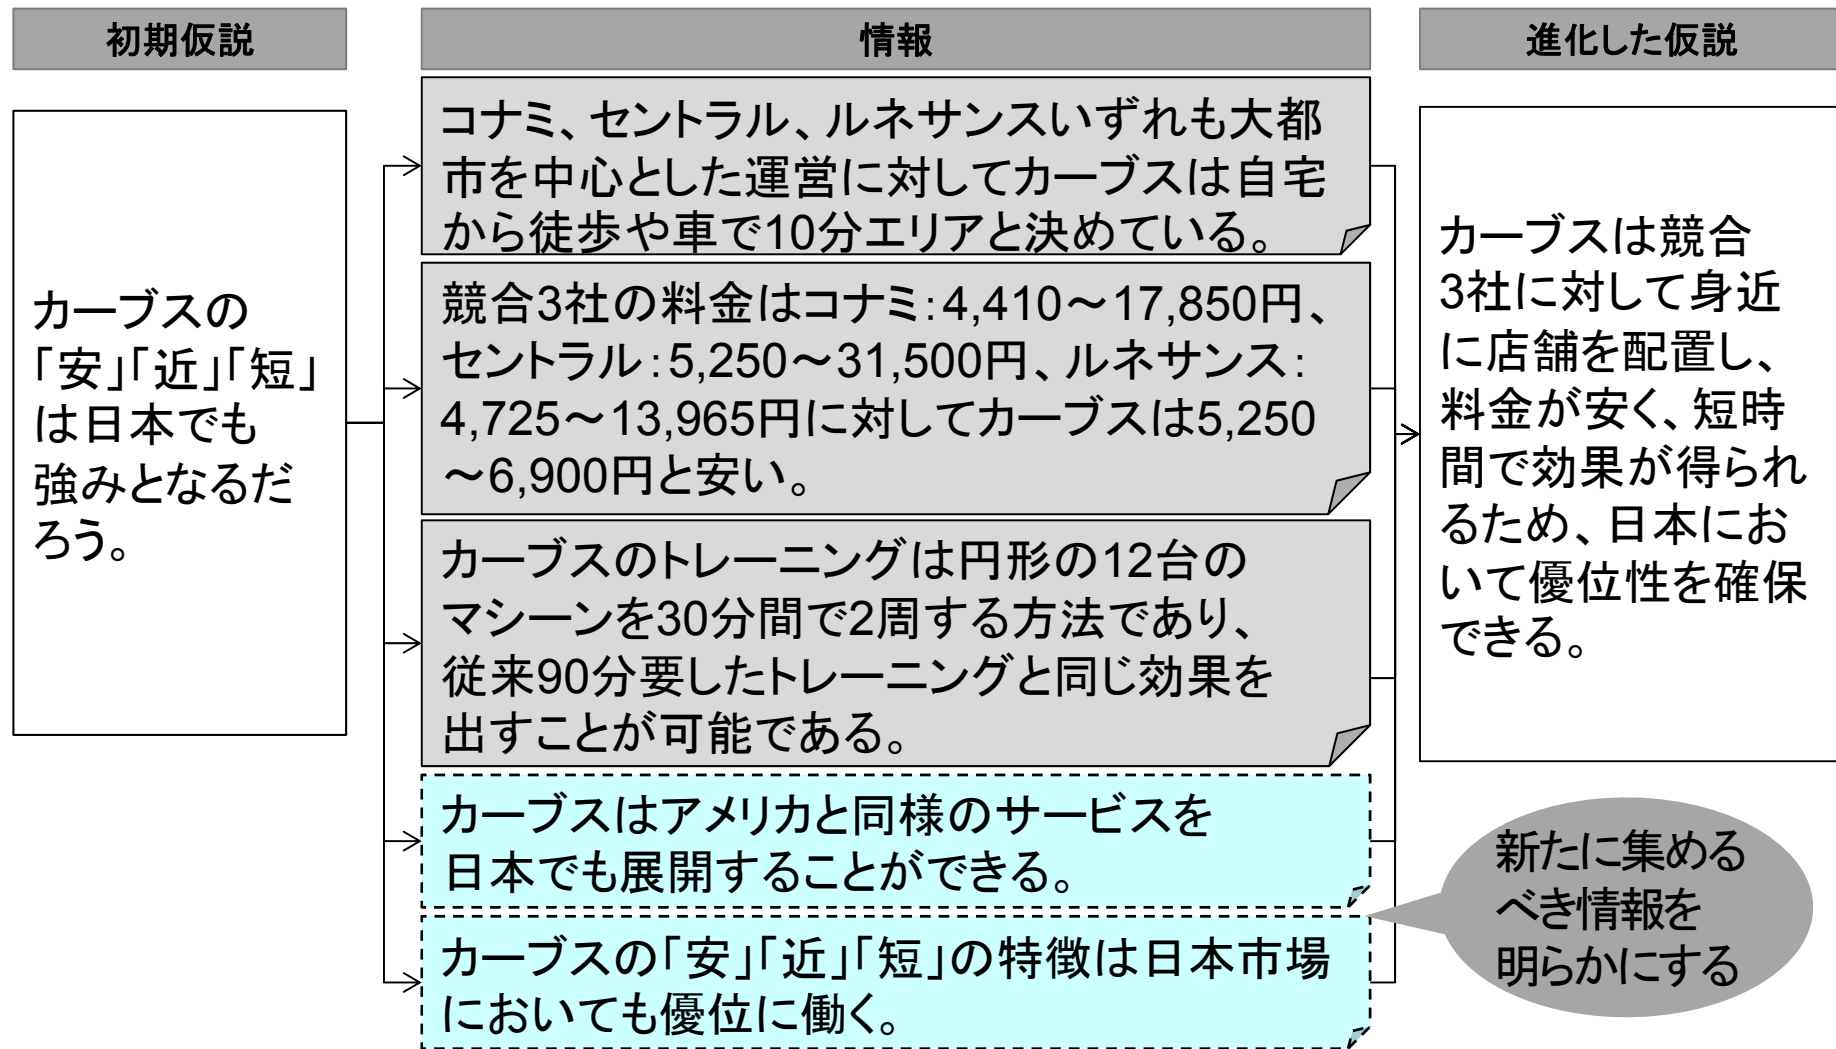 初期仮説
情報
進化した仮説
カーブスの
「安」「近」「短」
は日本でも
強みとなるだ
ろう。
コナミ、セントラル、ルネサンスいずれも大都
市を中心とした運営に対してカーブスは自宅
から徒歩や車で10分エリアと決めている。
競合3社の料金はコナミ：4,410～17,850円、
セントラル：5,250～31,500円、ルネサンス：
4,725～13,965円に対してカーブスは5,250
～6,900円と安い。
カーブスのトレーニングは円形の12台の
マシーンを30分間で2周する方法であり、
従来90分要したトレーニングと同じ効果を
出すことが可能である。
カーブスはアメリカと同様のサービスを
日本でも展開することができる。
カーブスの「安」「近」「短」の特徴は日本市場
においても優位に働く。
カーブスは競合
3社に対して身近
に店舗を配置し、
料金が安く、短時
間で効果が得られ
るため、日本にお
いて優位性を確保
できる。
新たに集める
べき情報を
明らかにする